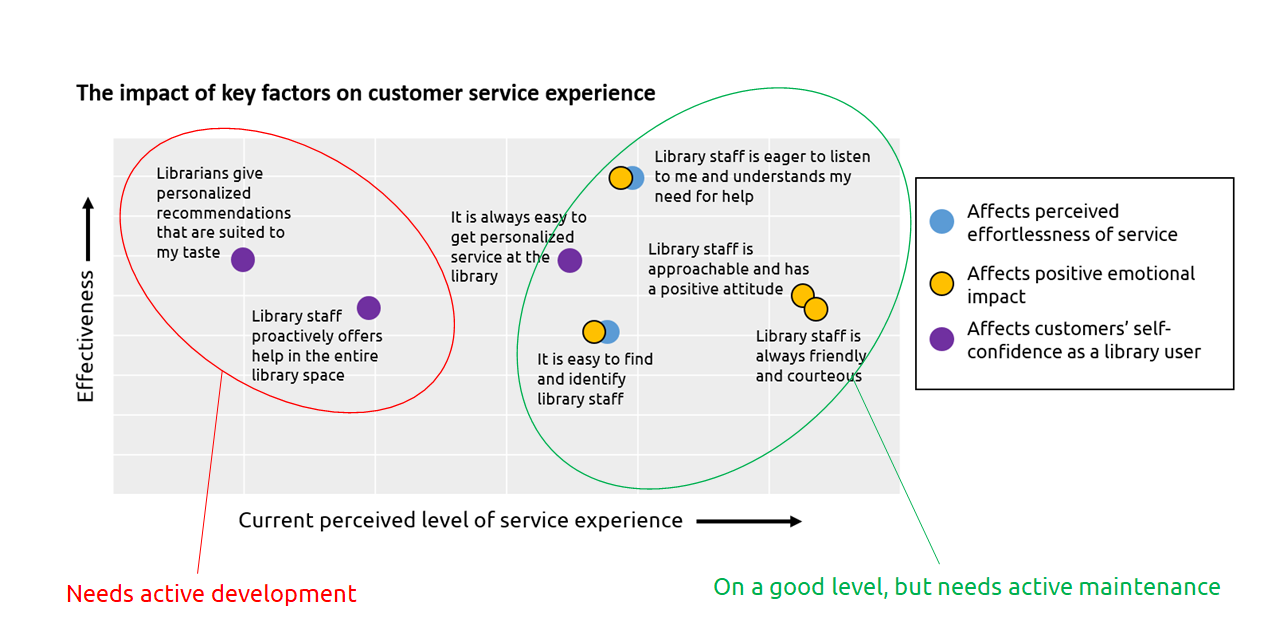 The impact of key factors on customer service experience
Librarians give
personalized
recommendations
that are suited to
my taste
Library staff
proactively offers
help in the entire
library space
It is always easy to
get personalized
service at the
library
Library staff is eager to listen
to me and understands my
need for help
Library staff is
approachable and has
a positive attitude
It is easy to find
and identify
library staff
Library staff is
always friendly
and courteous
Affects perceived
effortlessness of service
Affects positive emotional
impact
Affects customers’ self-
confidence as a library user
Effectiveness
Current perceived level of service experience
Needs active development
On a good level, but needs active maintenance